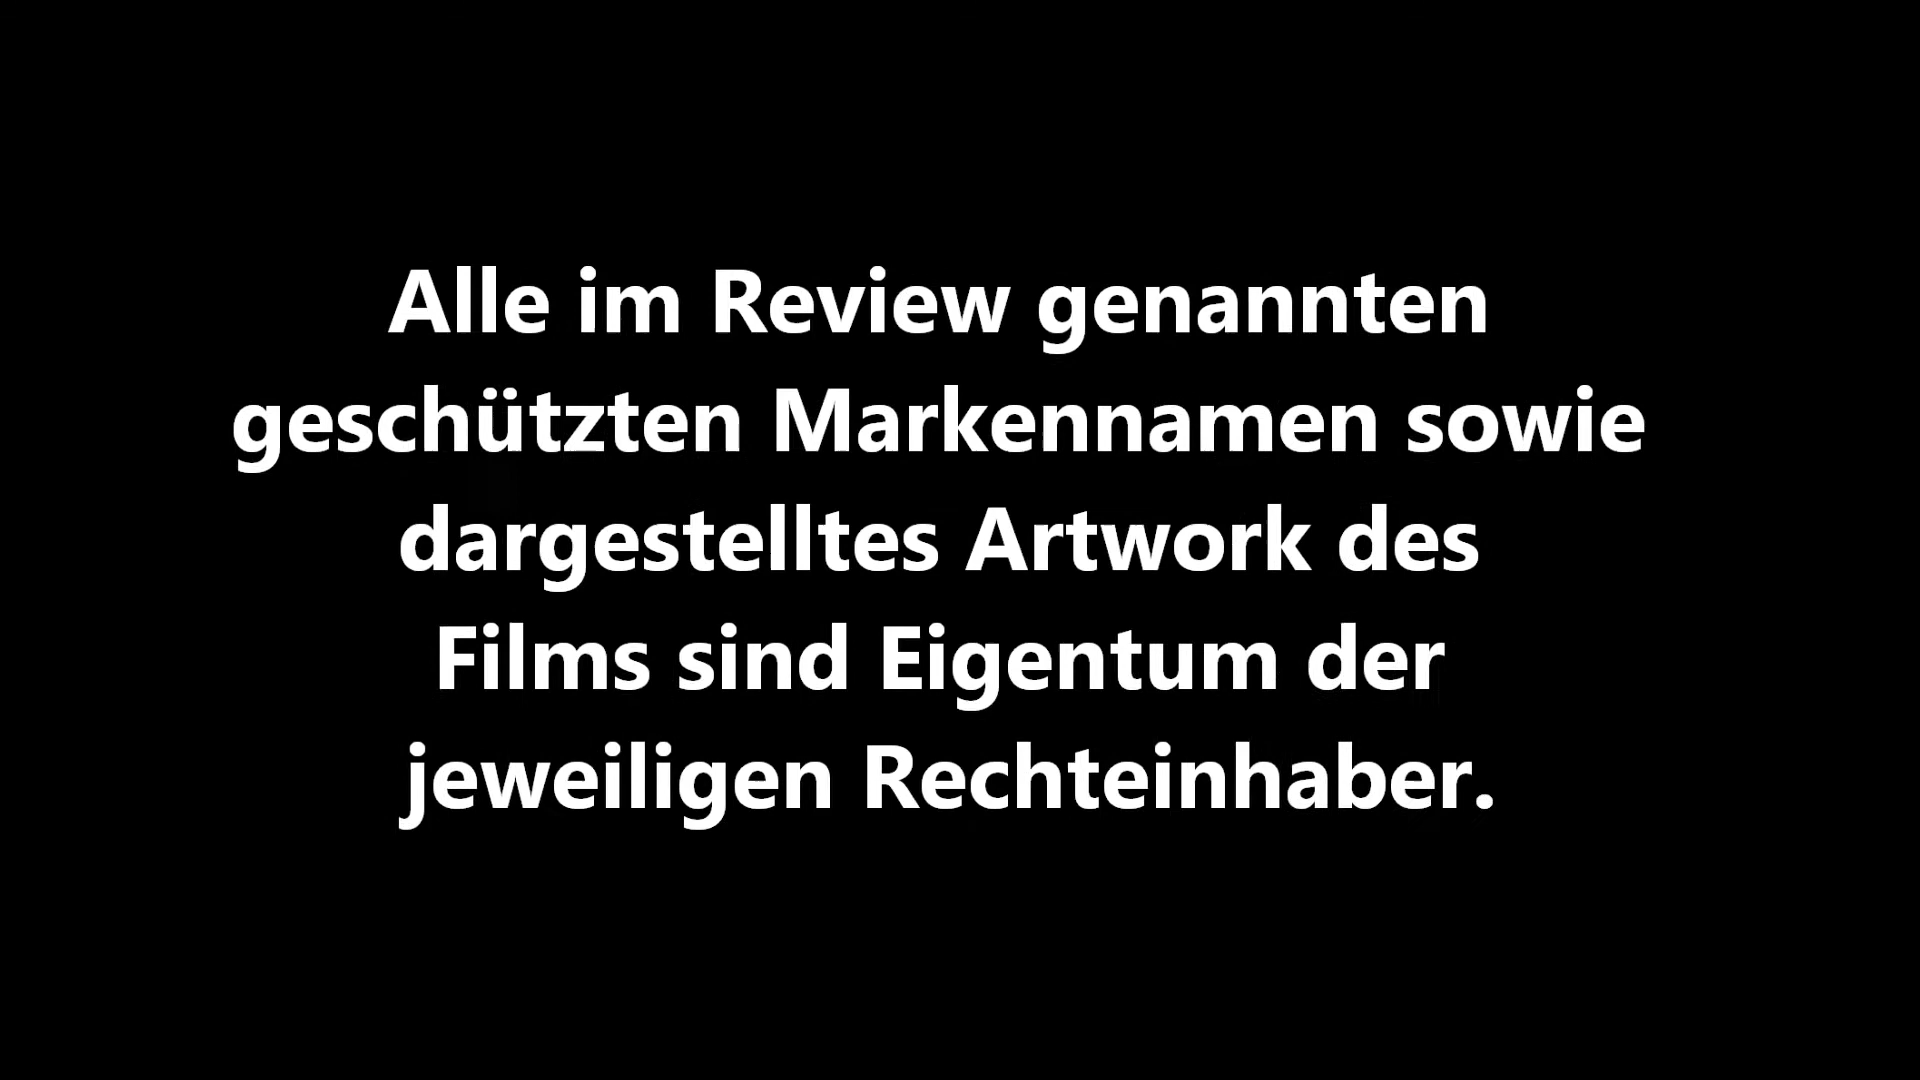 Alle im Review genannten
geschützten Markennamen sowie
dargestelltes Artwork des
Films sind Eigentum der
jeweiligen Rechteinhaber.